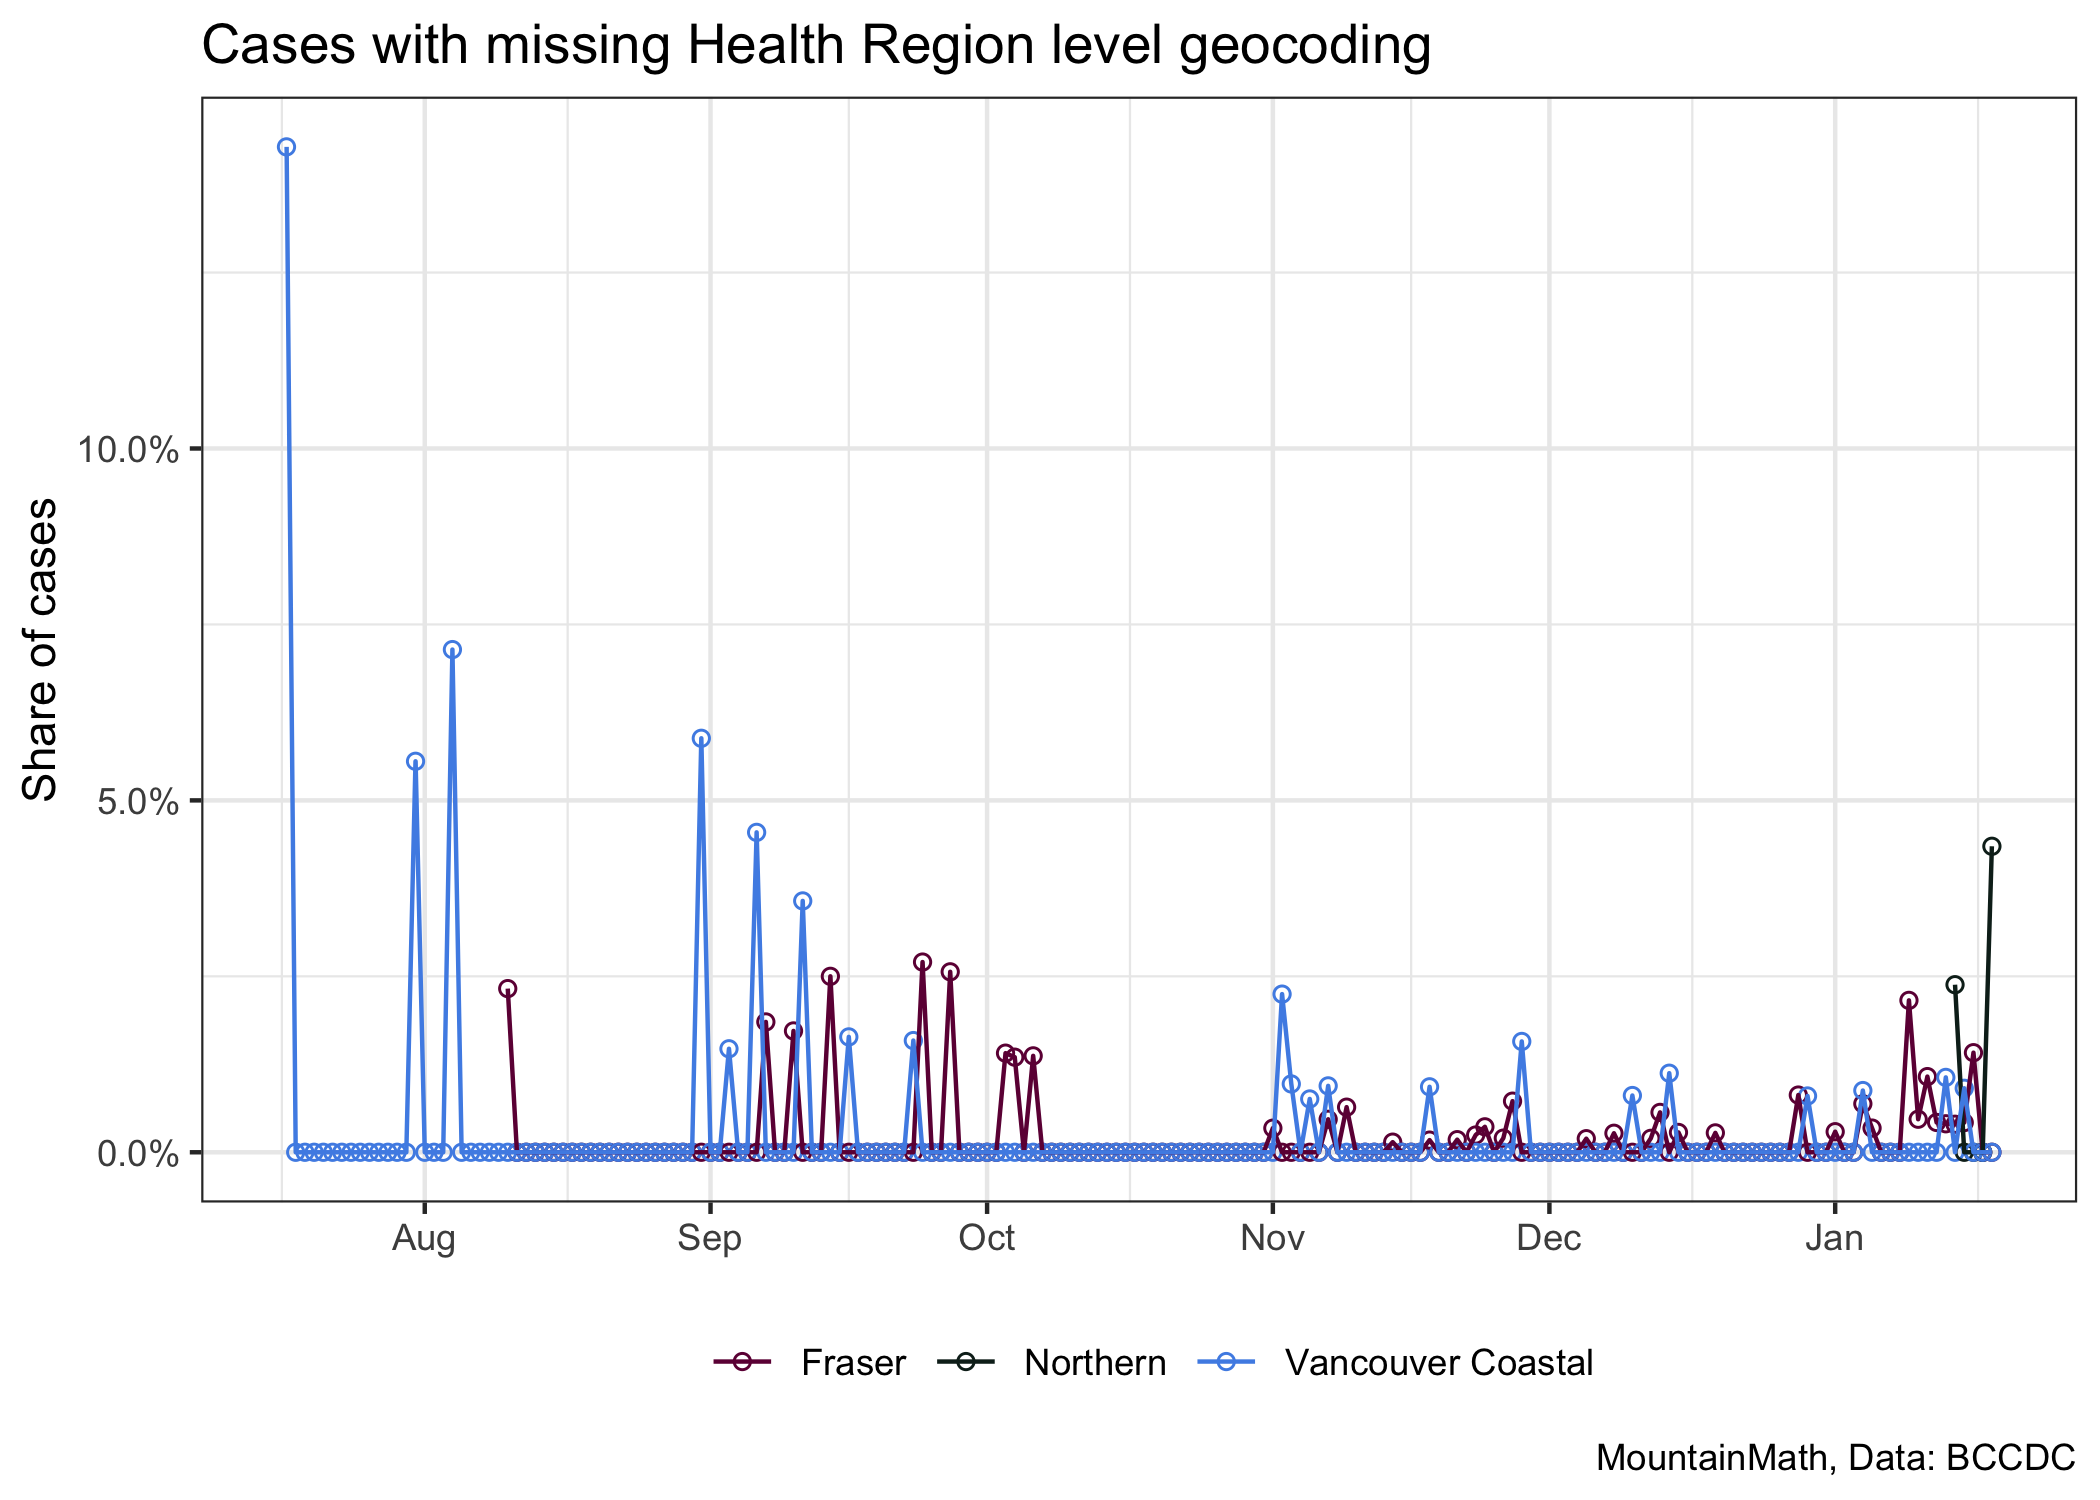 Cases with missing Health Region level geocoding
Share of cases
10.0%
5.0%
0.0%
Aug Sep Oct Nov Dec Jan
Fraser Northern Vancouver Coastal
MountainMath, Data: BCCDC